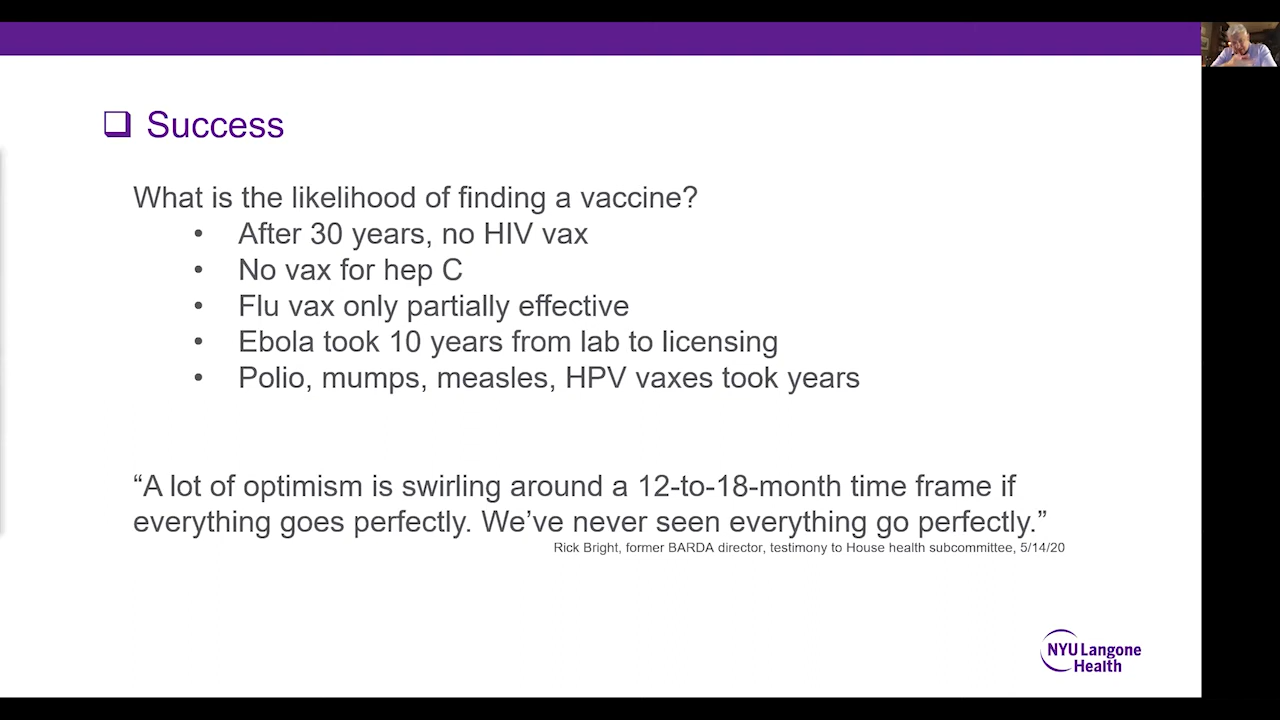 Success
What is the likelihood of finding a vaccine?
• After 30 years, no HIV vax
• No vax for hep C
• Flu vax only partially effective
• Ebola took 10 years from lab to licensing
• Polio, mumps, measles, HPV vaxes took years
“A lot of optimism is swirling around a 12-to-18-month time frame if
everything goes perfectly. We’ve never seen everything go perfectly.”
Rick Bright, former BARDA director, testimony to House health subcommittee, 5/14/20
NYU Langone
Health